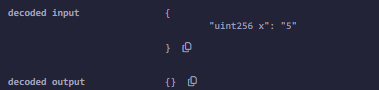 decoded input {
"uint256 x": "5"
}
decoded output {}